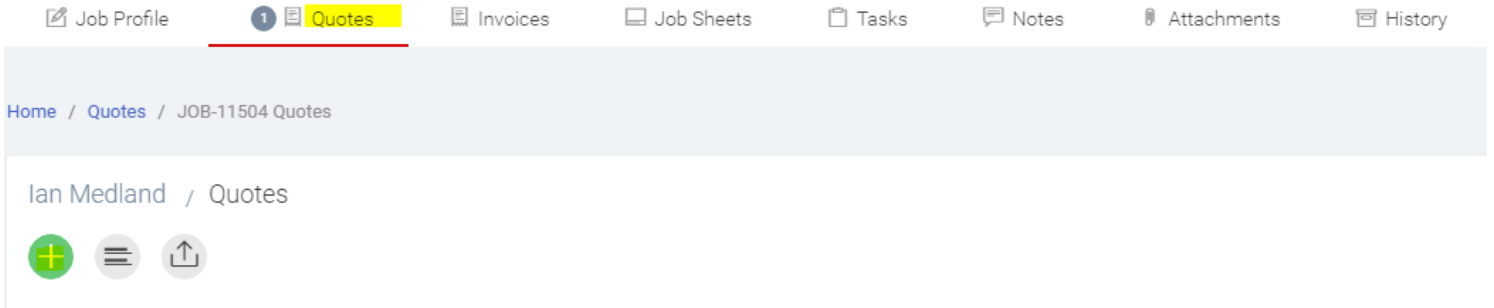 Job Profile 1 Quotes Invoices Job Sheets Tasks Notes Attachments History
Home / Quotes / JOB-11504 Quotes
Ian Medland / Quotes